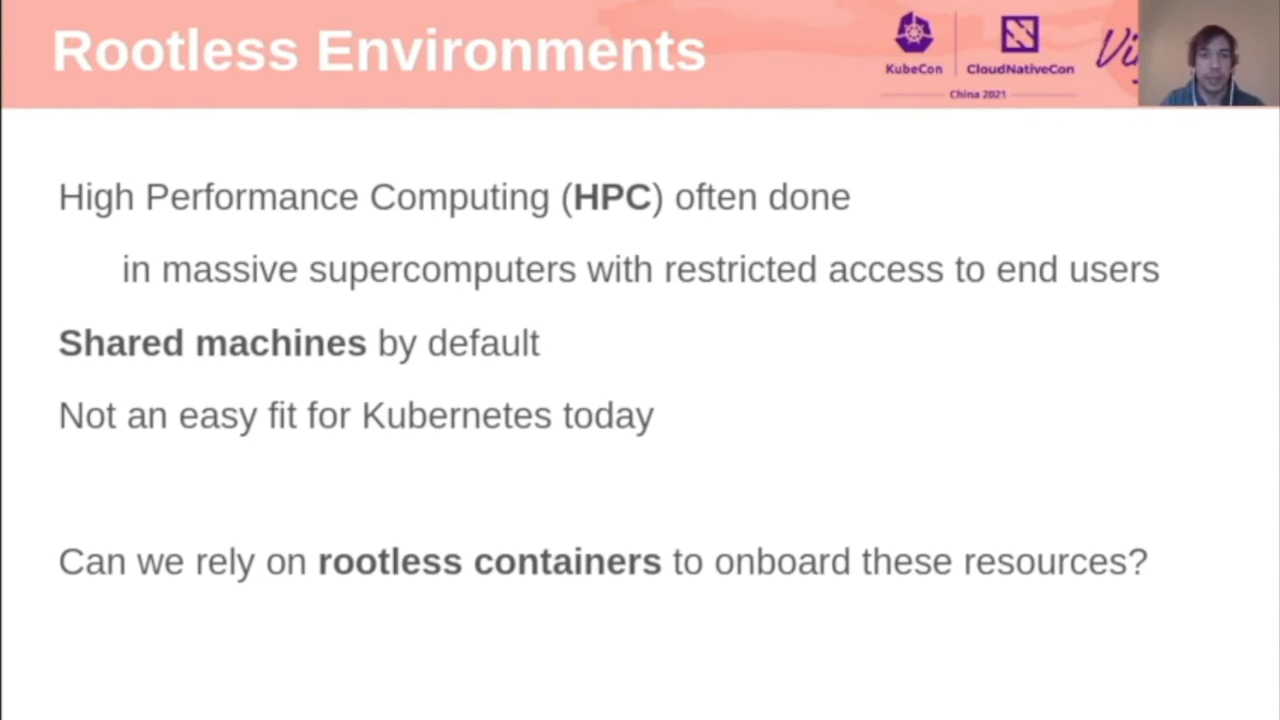 Rootless Environments
KubeCon
CloudNativeCon
China 2021
High Performance Computing (HPC) often done
in massive supercomputers with restricted access to end users
Shared machines by default
Not an easy fit for Kubernetes today
Can we rely on rootless containers to onboard these resources?